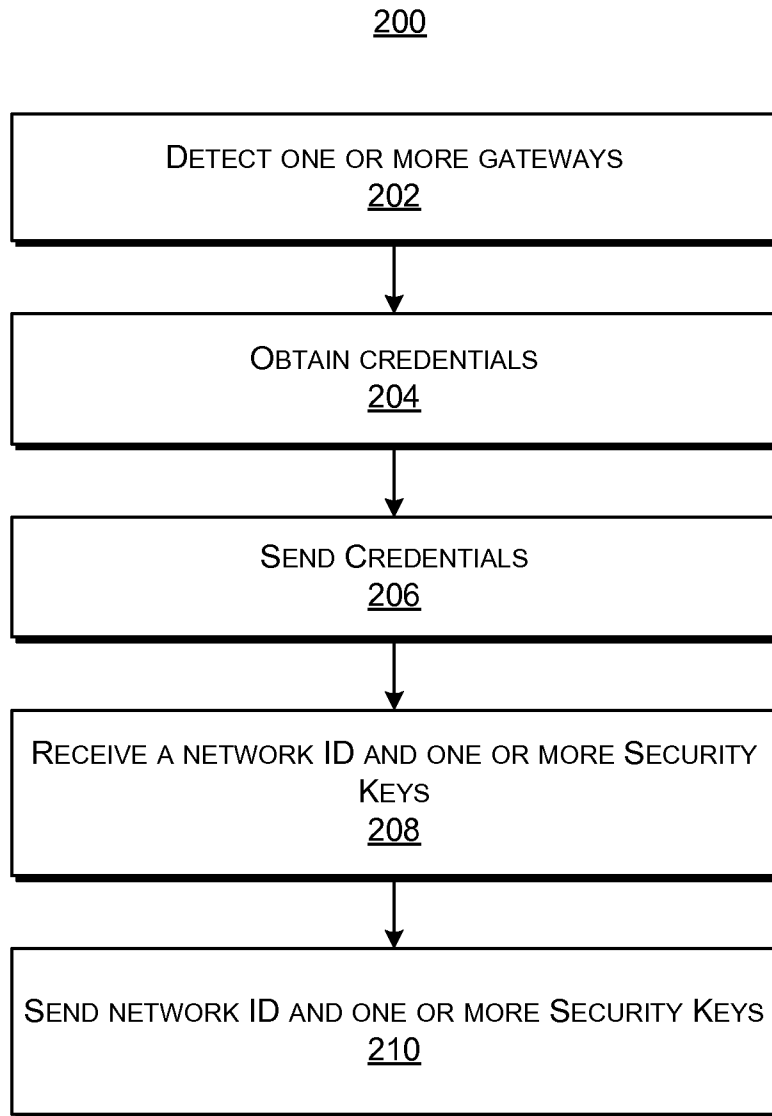 200
DETECT ONE OR MORE GATEWAYS
202
OBTAIN CREDENTIALS
204
SEND CREDENTIALS
206
RECEIVE A NETWORK ID AND ONE OR MORE SECURITY
KEYS
208
SEND NETWORK ID AND ONE OR MORE SECURITY KEYS
210